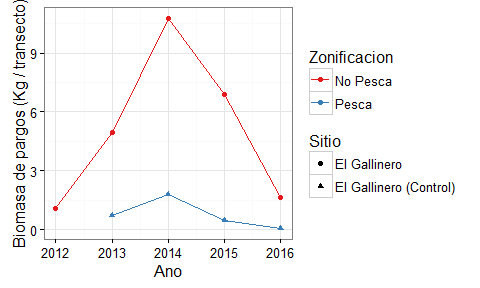 Biomasa de pargos (Kg / transecto)
9
6
3
0
2012 2013 2014 2015 2016
Ano
Zonificacion
No Pesca
Pesca
Sitio
El Gallinero
El Gallinero (Control)